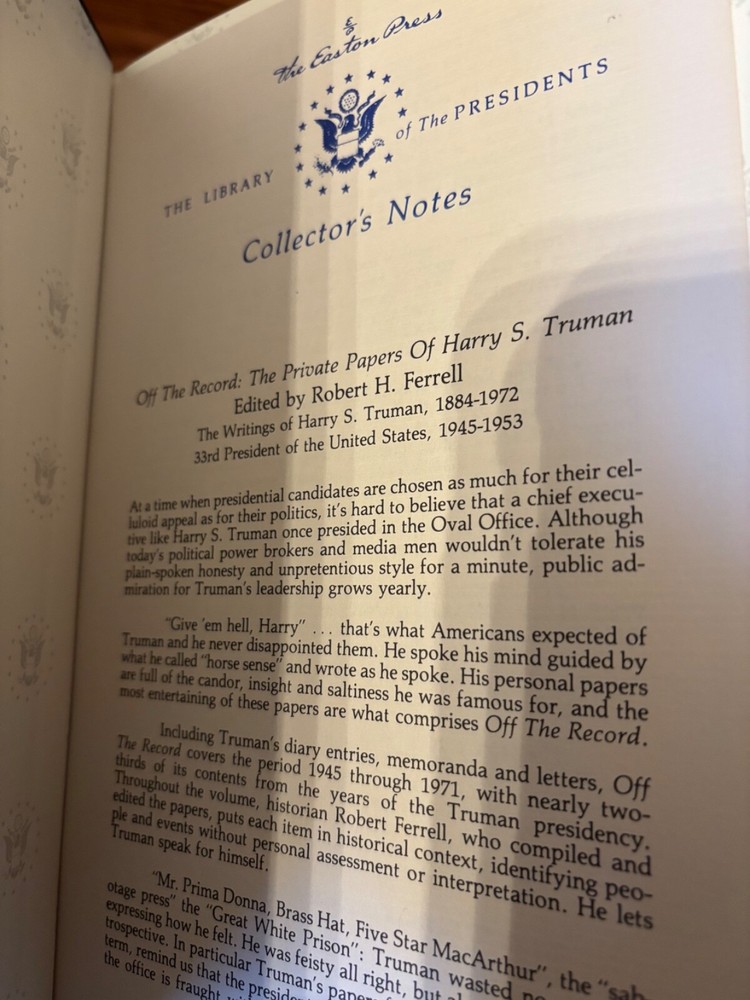 the Easton Press
THE LIBRARY of The PRESIDENTS
Collector's Notes
Off The Record: The Private Papers Of Harry S. Truman
Edited by Robert H. Ferrell
The Writings of Harry S. Truman, 1884-1972
33rd President of the United States, 1945-1953
At a time when presidential candidates are chosen as much for their cel-
luloid appeal as for their politics, it's hard to believe that a chief execu-
tive like Harry S. Truman once presided in the Oval Office. Although
today's political power brokers and media men wouldn't tolerate his
plain-spoken honesty and unpretentious style for a minute, public ad-
miration for Truman's leadership grows yearly.
"Give 'em hell, Harry" ... that's what Americans expected of
Truman and he never disappointed them. He spoke his mind guided by
what he called "horse sense" and wrote as he spoke. His personal papers
are full of the candor, insight and saltiness he was famous for, and the
most entertaining of these papers are what comprises Off The Record.
Including Truman's diary entries, memoranda and letters, Off
The Record covers the period 1945 through 1971, with nearly two-
thirds of its contents from the years of the Truman presidency.
Throughout the volume, historian Robert Ferrell, who compiled and
edited the papers, puts each item in historical context, identifying peo-
ple and events without personal assessment or interpretation. He lets
Truman speak for himself.
"Mr. Prima Donna, Brass Hat, Five Star MacArthur", the "sab-
otage press" the "Great White Prison": Truman wasted no
expressing how he felt. He was feisty all right, but
trospective. In particular Truman's papers
term, remind us that the
the office is fraught